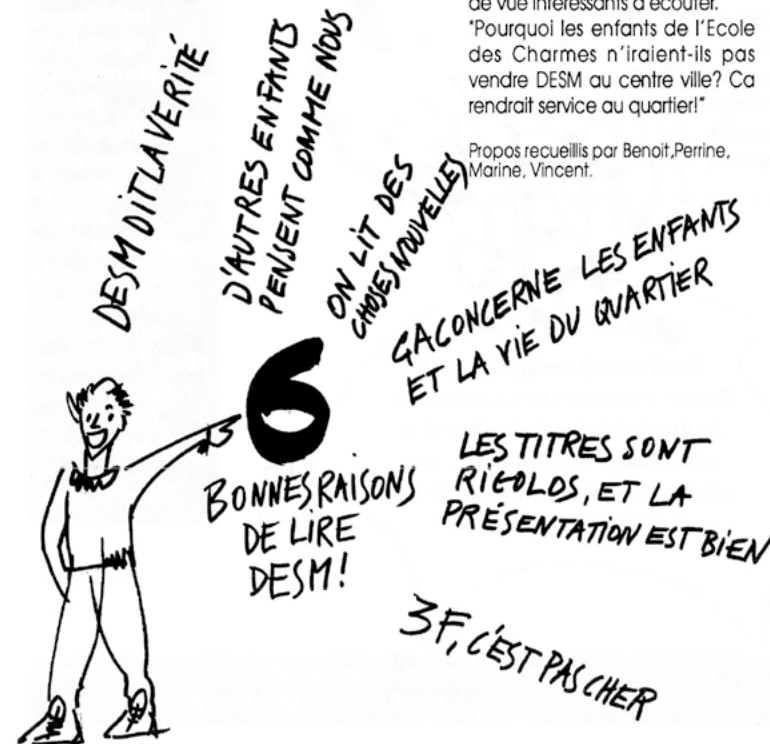 de vue intéressants à écouter.
"Pourquoi les enfants de l'Ecole
des Charmes n'iraient-ils pas
vendre DESM au centre ville? Ca
rendrait service au quartier!"
Propos recueillis par Benoit,Perrine,
Marine, Vincent.
DESM DIT LA VERITÉ
D'AUTRES ENFANTS
PENSENT COMME NOUS
ON LIT DES
CHOSES NOUVELLES
ÇA CONCERNE LES ENFANTS
ET LA VIE DU QUARTIER
6
BONNES RAISONS
DE LIRE
DESM!
LES TITRES SONT
RIGOLOS, ET LA
PRÉSENTATION EST BIEN
3F, C'EST PAS CHER